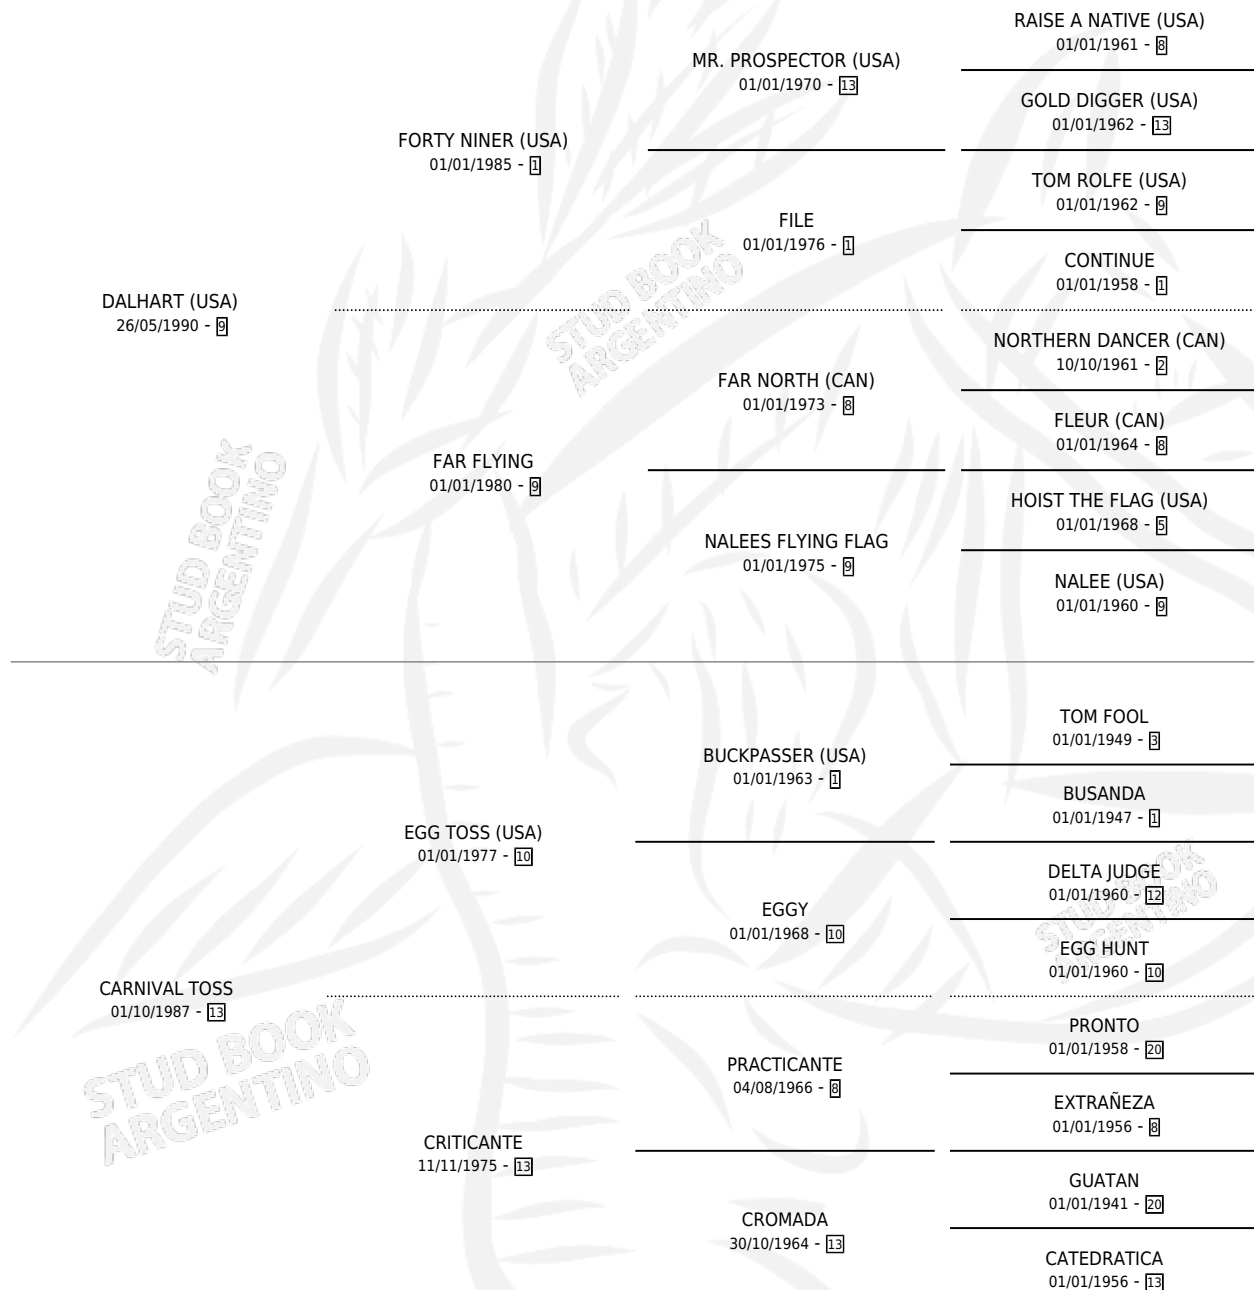 RAISE A NATIVE (USA)
01/01/1961 - 8
MR. PROSPECTOR (USA)
01/01/1970 - 13
GOLD DIGGER (USA)
01/01/1962 - 13
FORTY NINER (USA)
01/01/1985 - 1
TOM ROLFE (USA)
01/01/1962 - 9
FILE
01/01/1976 - 1
CONTINUE
01/01/1958 - 1
DALHART (USA)
26/05/1990 - 9
NORTHERN DANCER (CAN)
10/10/1961 - 2
FAR NORTH (CAN)
01/01/1973 - 8
FLEUR (CAN)
01/01/1964 - 8
FAR FLYING
01/01/1980 - 9
HOIST THE FLAG (USA)
01/01/1968 - 5
NALEES FLYING FLAG
01/01/1975 - 9
NALEE (USA)
01/01/1960 - 9
TOM FOOL
01/01/1949 - 3
BUCKPASSER (USA)
01/01/1963 - 1
BUSANDA
01/01/1947 - 1
EGG TOSS (USA)
01/01/1977 - 10
DELTA JUDGE
01/01/1960 - 12
EGGY
01/01/1968 - 10
EGG HUNT
01/01/1960 - 10
CARNIVAL TOSS
01/10/1987 - 13
PRONTO
01/01/1958 - 20
PRACTICANTE
04/08/1966 - 8
EXTRAÑEZA
01/01/1956 - 8
CRITICANTE
11/11/1975 - 13
GUATAN
01/01/1941 - 20
CROMADA
30/10/1964 - 13
CATEDRATICA
01/01/1956 - 13
STUD BOOK
ARGENTINO
STUD BOOK
ARGENTINO
STUD BOOK
ARGENTINO
STUD BOOK
ARGENTINO